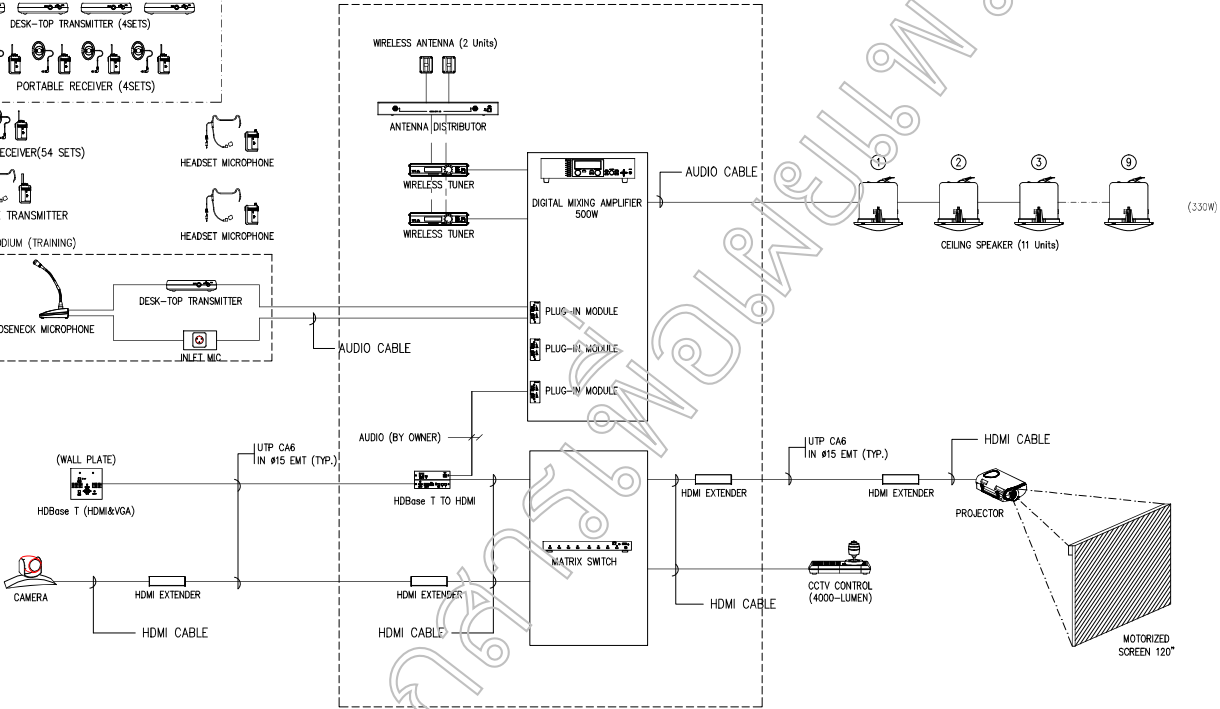 DESK-TOP TRANSMITTER (4SETS)
PORTABLE RECEIVER (4SETS)
(54 SETS)
HEADSET MICROPHONE
TRANSMITTER
HEADSET MICROPHONE
(TRAINING)
DESK-TOP TRANSMITTER
MICROPHONE
INLET MIC
AUDIO CABLE
WIRELESS ANTENNA (2 Units)
ANTENNA DISTRIBUTOR
WIRELESS TUNER
WIRELESS TUNER
DIGITAL MIXING AMPLIFIER
500W
PLUG-IN MODULE
PLUG-IN MODULE
PLUG-IN MODULE
AUDIO CABLE
1
2
3
9
(330W)
CEILING SPEAKER (11 Units)
AUDIO (BY OWNER)
UTP CA6
IN ø15 EMT (TYP.)
(WALL PLATE)
HDBase T (HDMI&VGA)
HDBase T TO HDMI
HDMI EXTENDER
UTP CA6
IN ø15 EMT (TYP.)
HDMI EXTENDER
HDMI CABLE
PROJECTOR
CAMERA
HDMI EXTENDER
HDMI CABLE
HDMI EXTENDER
HDMI CABLE
MATRIX SWITCH
HDMI CABLE
CCTV CONTROL
(4000-LUMEN)
MOTORIZED
SCREEN 120"